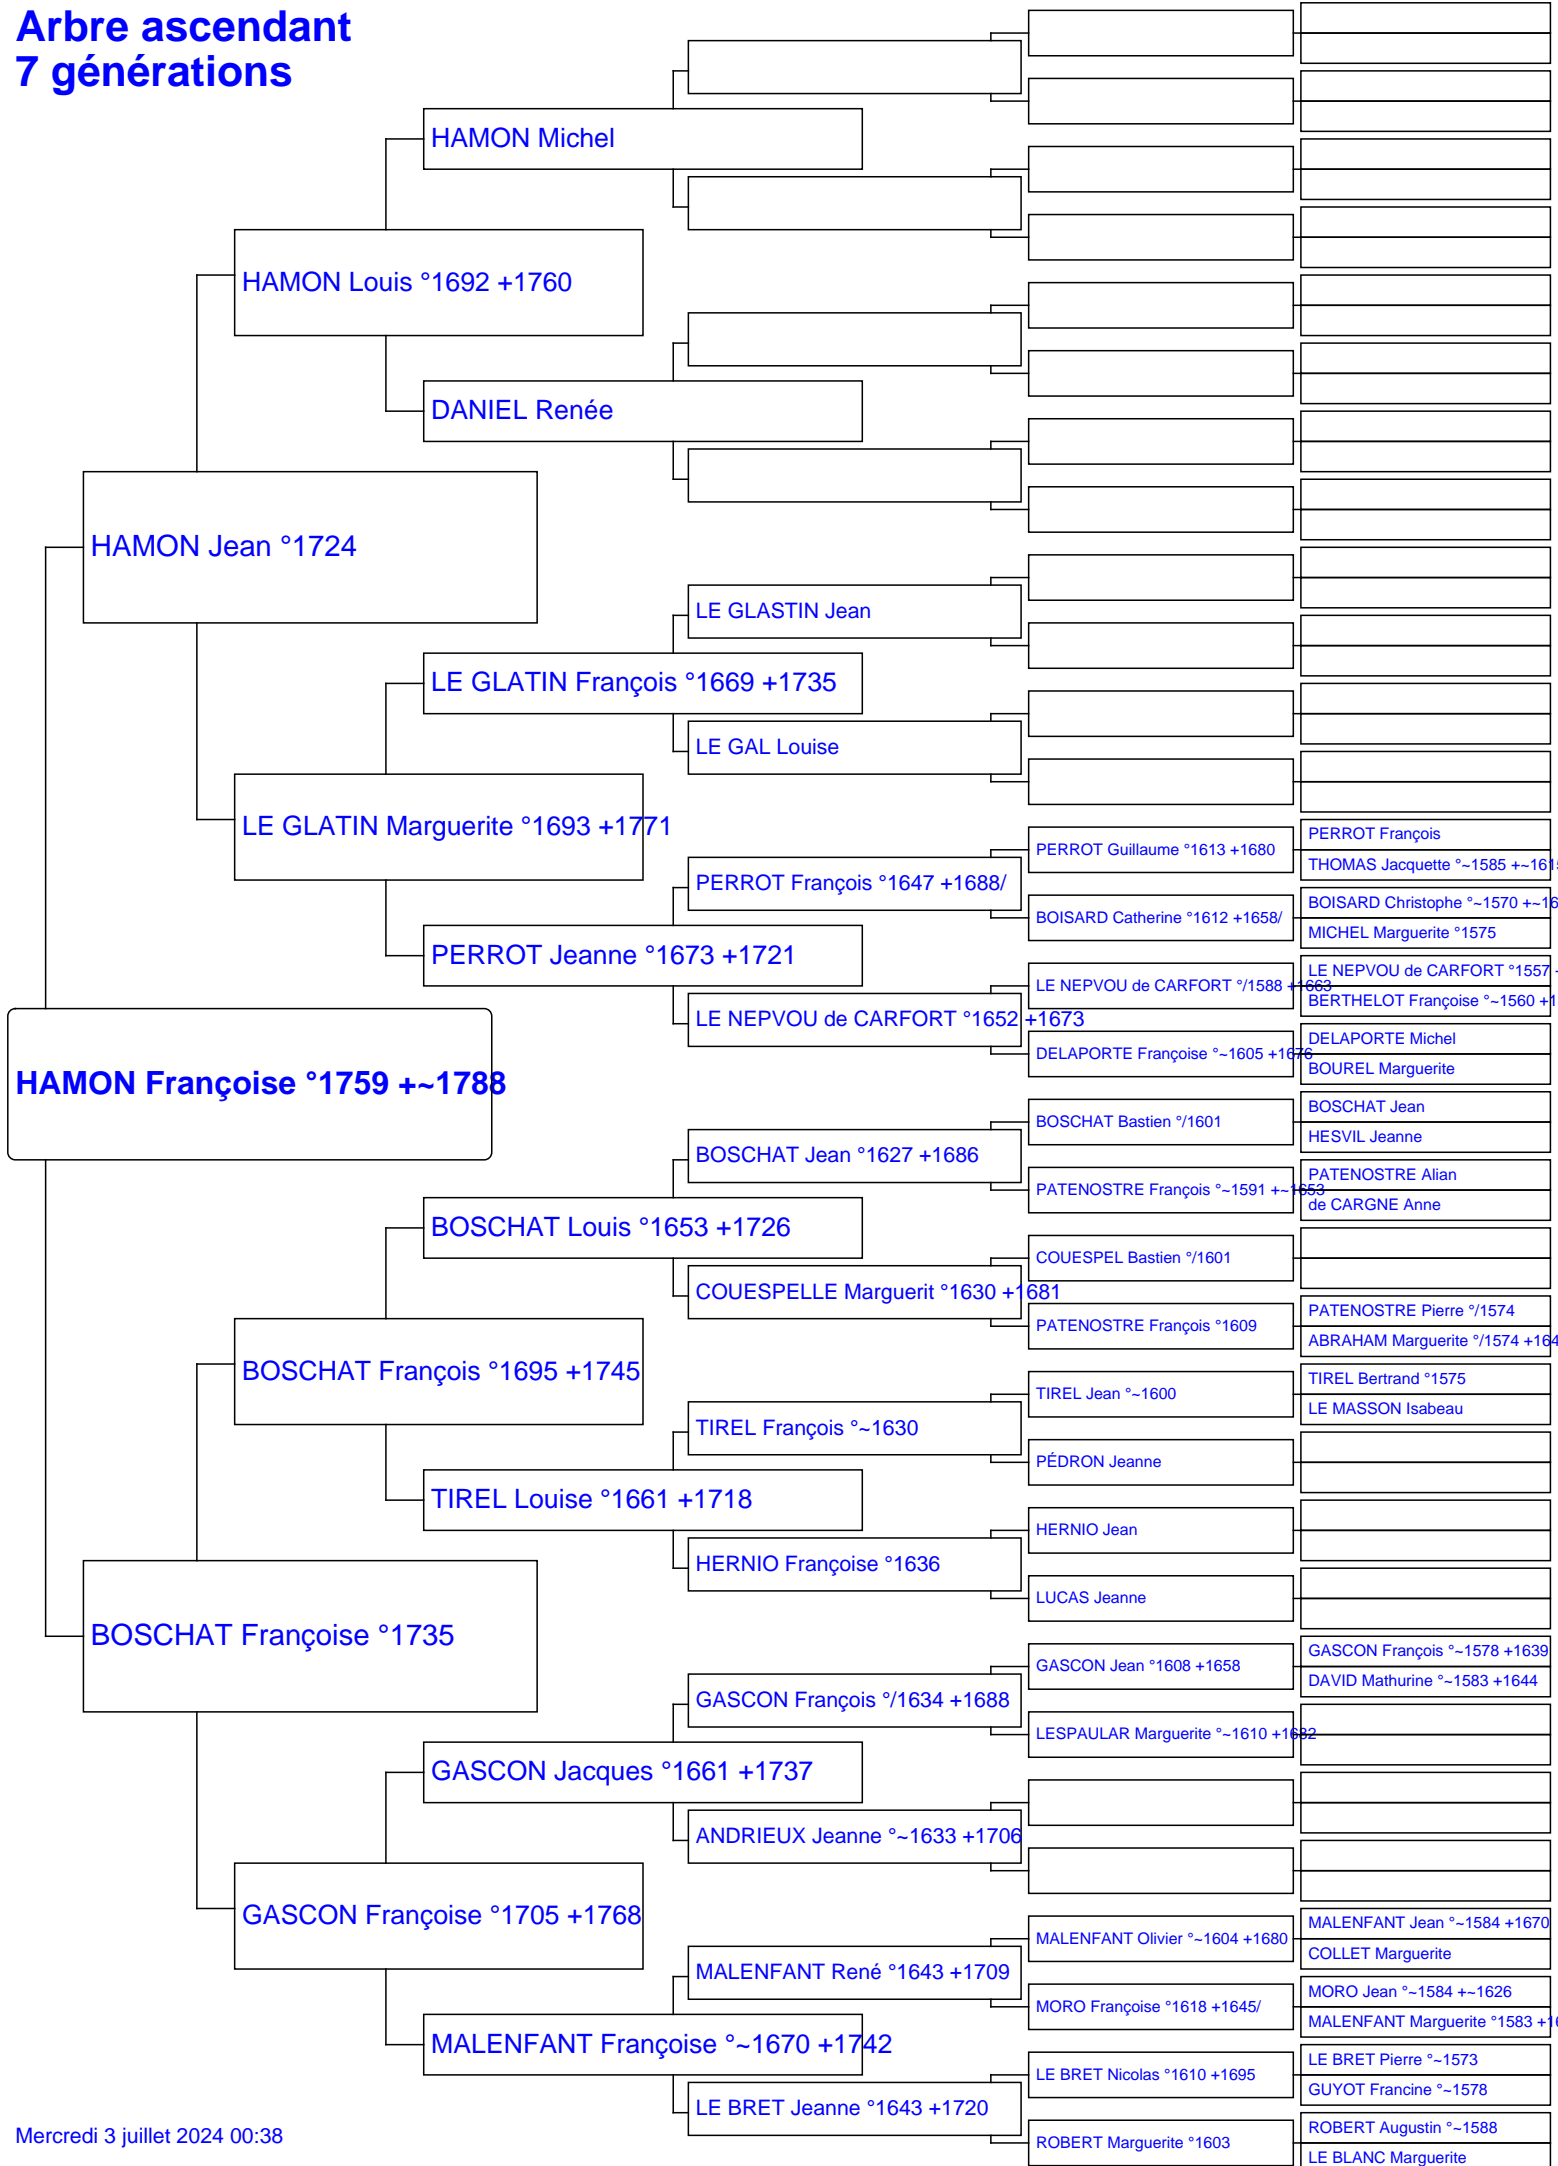 Arbre ascendant
7 générations
HAMON Michel
HAMON Louis °1692 +1760
DANIEL Renée
HAMON Jean °1724
LE GLASTIN Jean
LE GLATIN François °1669 +1735
LE GAL Louise
LE GLATIN Marguerite °1693 +1771
PERROT François
PERROT Guillaume °1613 +1680
THOMAS Jacquette °~1585 +~1615
PERROT François °1647 +1688/
BOISARD Christophe °~1570 +~16
BOISARD Catherine °1612 +1658/
MICHEL Marguerite °1575
PERROT Jeanne °1673 +1721
LE NEPVOU de CARFORT °1557 +
LE NEPVOU de CARFORT °/1588 +1663
BERTHELOT Françoise °~1560 +1
LE NEPVOU de CARFORT °1652 +1673
DELAPORTE Michel
DELAPORTE Françoise °~1605 +1676
BOUREL Marguerite
HAMON Françoise °1759 +~1788
BOSCHAT Jean
BOSCHAT Bastien °/1601
HESVIL Jeanne
BOSCHAT Jean °1627 +1686
PATENOSTRE Alian
PATENOSTRE François °~1591 +~1653
de CARGNE Anne
BOSCHAT Louis °1653 +1726
COUESPEL Bastien °/1601
COUESPELLE Marguerit °1630 +1681
PATENOSTRE Pierre °/1574
PATENOSTRE François °1609
ABRAHAM Marguerite °/1574 +164
BOSCHAT François °1695 +1745
TIREL Bertrand °1575
TIREL Jean °~1600
LE MASSON Isabeau
TIREL François °~1630
PÉDRON Jeanne
TIREL Louise °1661 +1718
HERNIO Jean
HERNIO Françoise °1636
LUCAS Jeanne
BOSCHAT Françoise °1735
GASCON François °~1578 +1639
GASCON Jean °1608 +1658
DAVID Mathurine °~1583 +1644
GASCON François °/1634 +1688
LESPAULAR Marguerite °~1610 +1682
GASCON Jacques °1661 +1737
ANDRIEUX Jeanne °~1633 +1706
GASCON Françoise °1705 +1768
MALENFANT Jean °~1584 +1670
MALENFANT Olivier °~1604 +1680
COLLET Marguerite
MALENFANT René °1643 +1709
MORO Jean °~1584 +~1626
MORO Françoise °1618 +1645/
MALENFANT Marguerite °1583 +16
MALENFANT Françoise °~1670 +1742
LE BRET Pierre °~1573
LE BRET Nicolas °1610 +1695
GUYOT Francine °~1578
LE BRET Jeanne °1643 +1720
ROBERT Augustin °~1588
ROBERT Marguerite °1603
LE BLANC Marguerite
Mercredi 3 juillet 2024 00:38